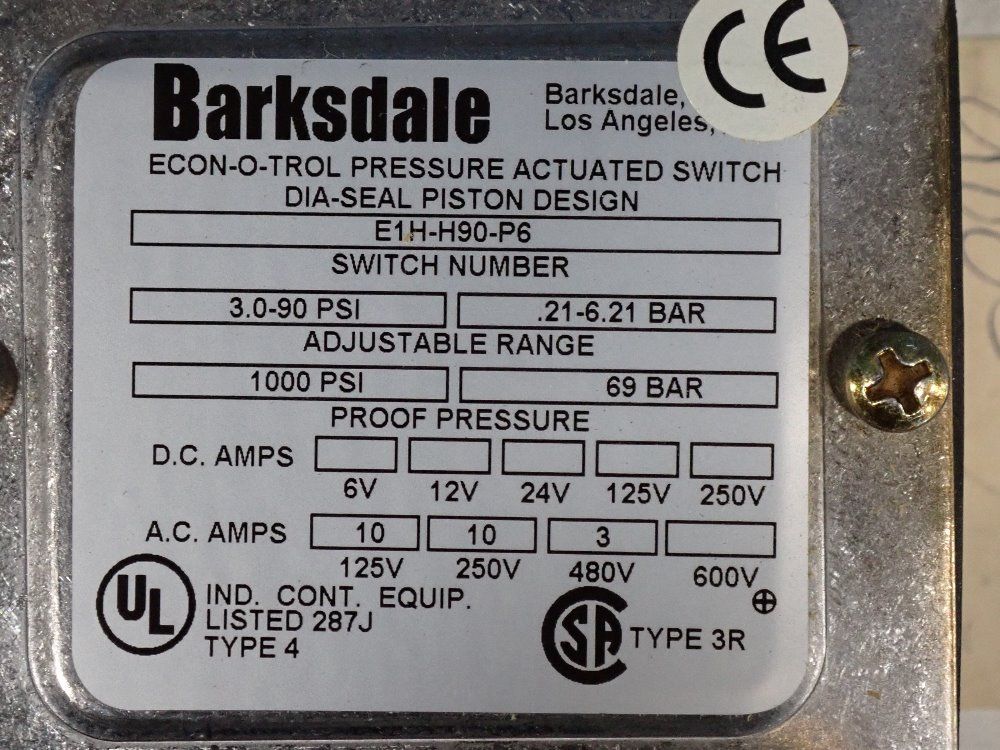 CE
Barksdale
Barksdale,
Los Angeles,
ECON-O-TROL PRESSURE ACTUATED SWITCH
DIA-SEAL PISTON DESIGN
E1H-H90-P6
SWITCH NUMBER
3.0-90 PSI .21-6.21 BAR
ADJUSTABLE RANGE
1000 PSI 69 BAR
PROOF PRESSURE
D.C. AMPS
6V 12V 24V 125V 250V
A.C. AMPS 10 10 3
125V 250V 480V 600V
UL
IND. CONT. EQUIP.
LISTED 287J
TYPE 4
SA TYPE 3R